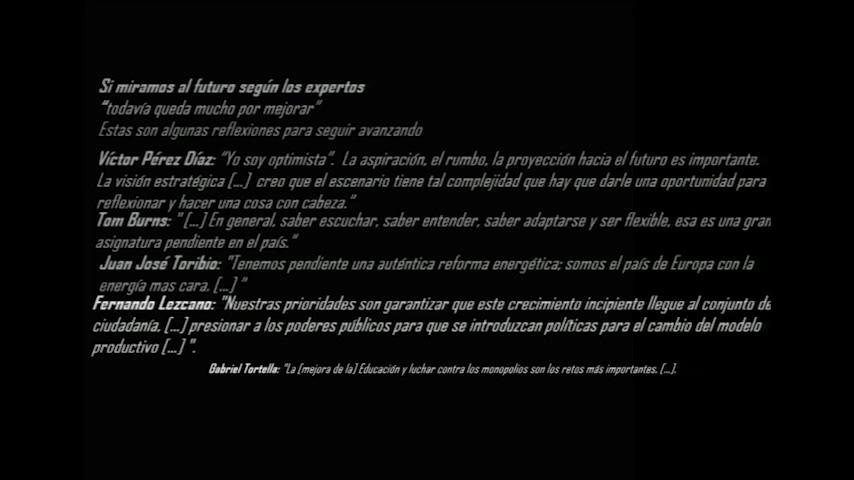 Si miramos al futuro según los expertos
“todavía queda mucho por mejorar”
Estas son algunas reflexiones para seguir avanzando
Víctor Pérez Díaz: “Yo soy optimista”. La aspiración, el rumbo, la proyección hacia el futuro es importante.
La visión estratégica [...] creo que el escenario tiene tal complejidad que hay que darle una oportunidad para
reflexionar y hacer una cosa con cabeza.”
Tom Burns: " [...] En general, saber escuchar, saber entender, saber adaptarse y ser flexible, esa es una gran
asignatura pendiente en el país.“
Juan José Toribio: "Tenemos pendiente una auténtica reforma energética; somos el país de Europa con la
energía mas cara. [...] "
Fernando Lezcano: "Nuestras prioridades son garantizar que este crecimiento incipiente llegue al conjunto de
ciudadanía, [...] presionar a los poderes públicos para que se introduzcan políticas para el cambio del modelo
productivo [...] ".
Gabriel Tortella: "La [mejora de la] Educación y luchar contra los monopolios son los retos más importantes. [...].